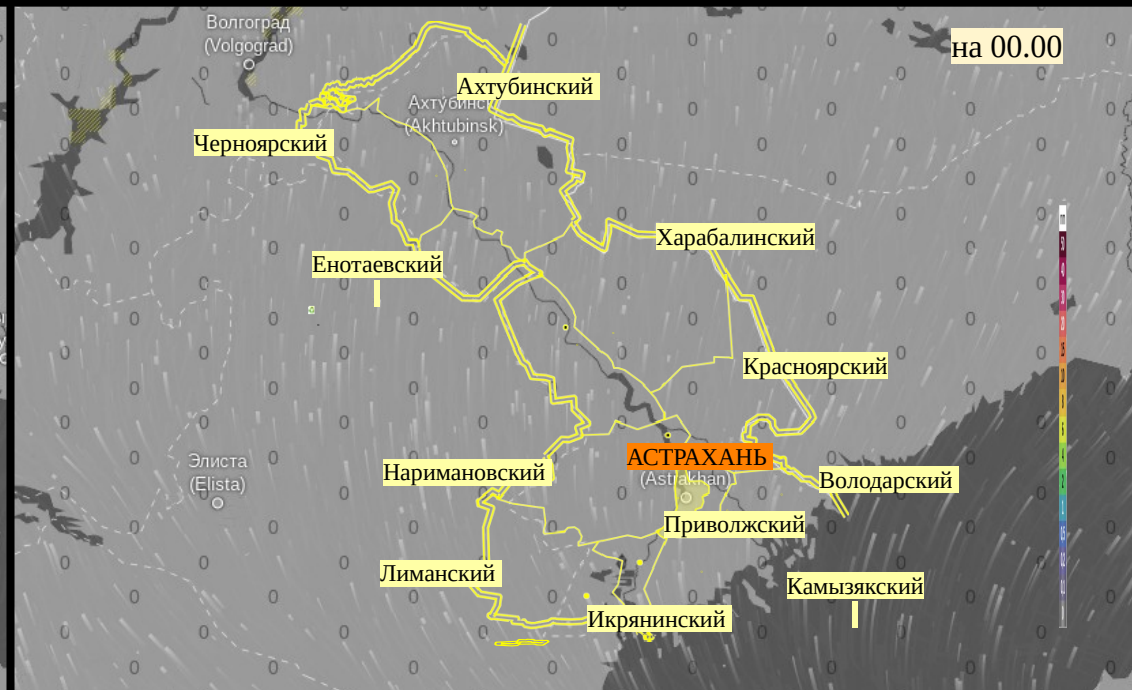 Волгоград
(Volgograd)
на 00.00
Ахтубинский
(Akhtubinsk)
Черноярский
Харабалинский
Енотаевский
Красноярский
АСТРАХАНЬ
(Astrakhan)
Элиста
(Elista)
Наримановский
Володарский
Приволжский
Лиманский
Камызякский
Икрянинский